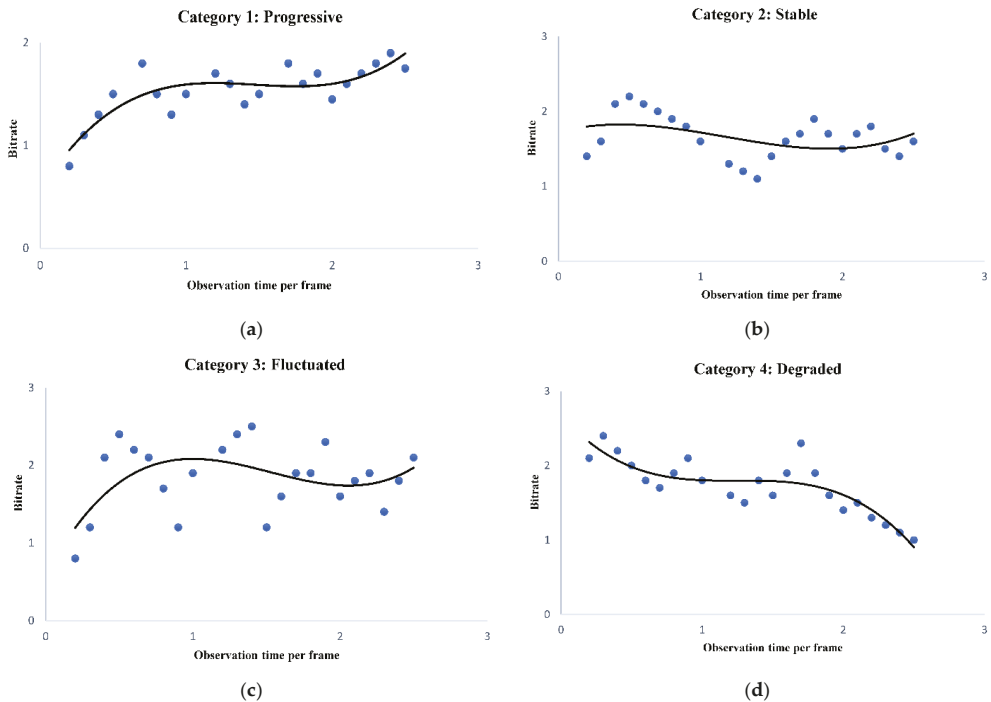 Category 1: Progressive
2
1
0
Bitrate
0 1 2 3
Observation time per frame
(a)
Category 2: Stable
3
2
1
0
Bitrate
0 1 2 3
Observation time per frame
(b)
Category 3: Fluctuated
3
2
1
0
Bitrate
0 1 2 3
Observation time per frame
(c)
Category 4: Degraded
3
2
1
0
Bitrate
0 1 2 3
Observation time per frame
(d)